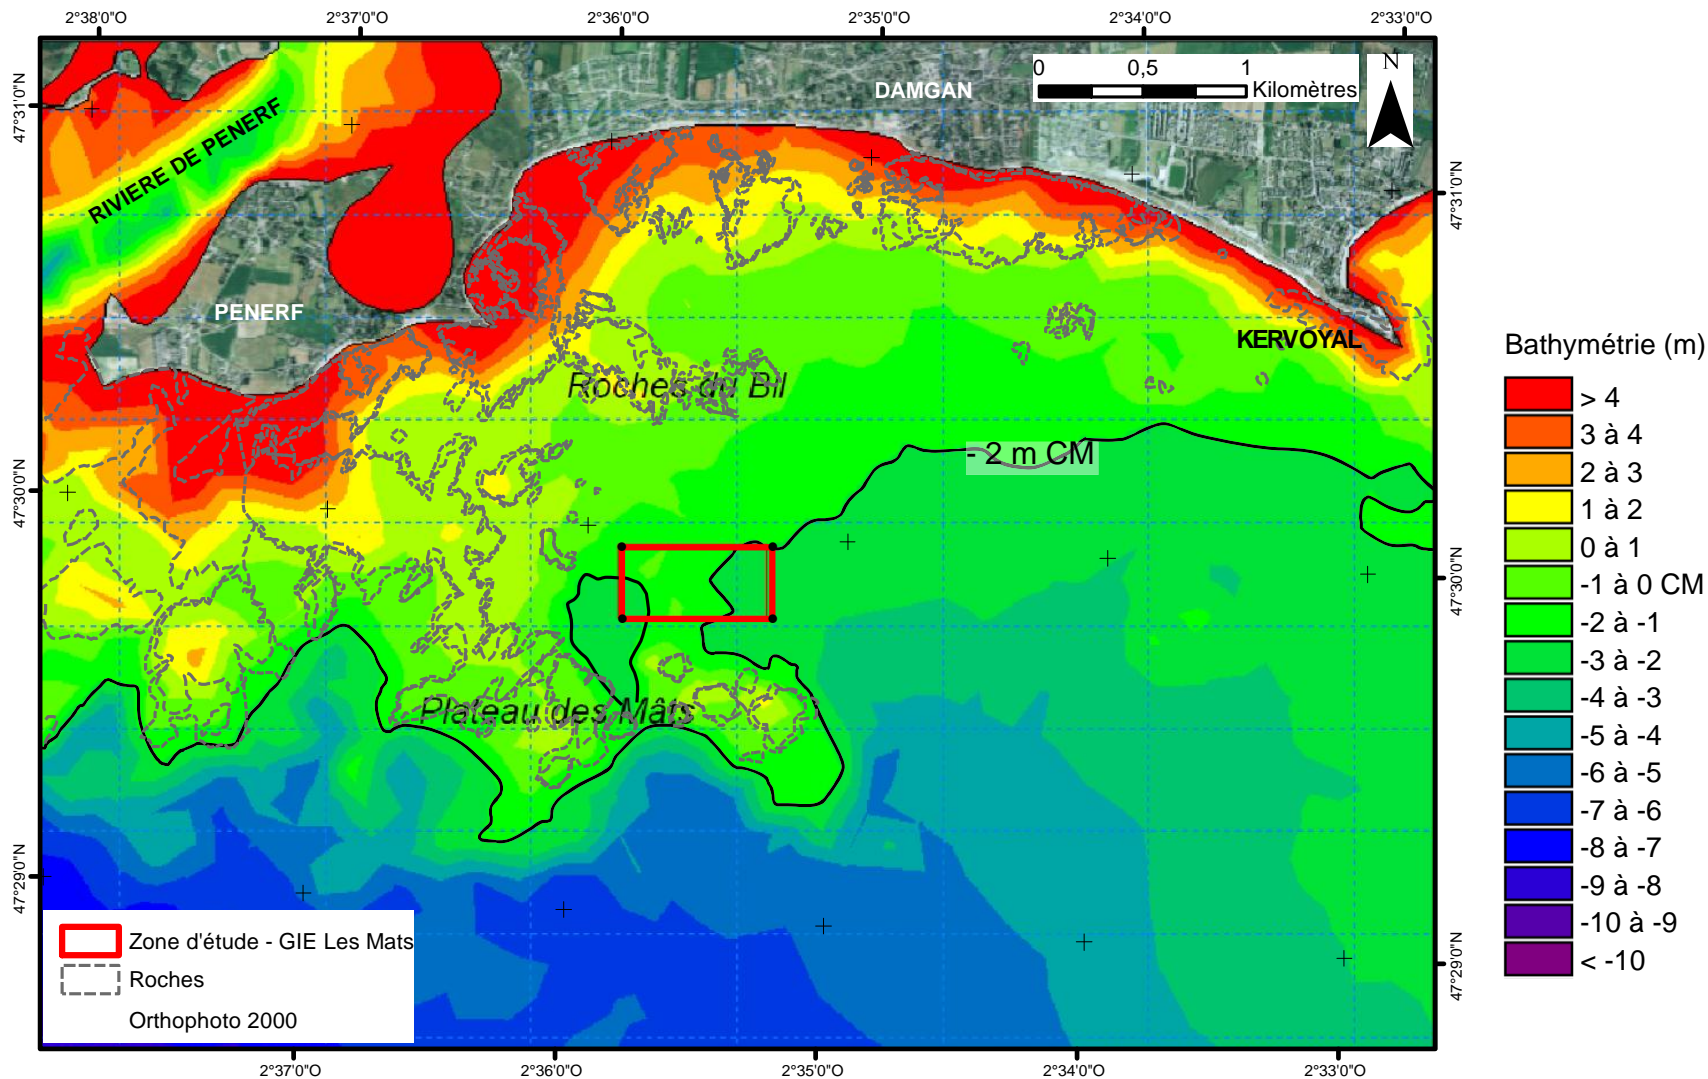 2°38'0"O 2°37'0"O 2°36'0"O 2°35'0"O 2°34'0"O 2°33'0"O
47°31'0"N
47°30'0"N
47°29'0"N
RIVIERE DE PENERF
DAMGAN
0 0,5 1
Kilomètres
N
PENERF
KERVOYAL
Roches du Bil
- 2 m CM
Plateau des Mâts
Zone d'étude - GIE Les Mats
Roches
Orthophoto 2000
47°31'0"N
47°30'0"N
47°29'0"N
2°37'0"O 2°36'0"O 2°35'0"O 2°34'0"O 2°33'0"O
Bathymétrie (m)
> 4
3 à 4
2 à 3
1 à 2
0 à 1
-1 à 0 CM
-2 à -1
-3 à -2
-4 à -3
-5 à -4
-6 à -5
-7 à -6
-8 à -7
-9 à -8
-10 à -9
< -10